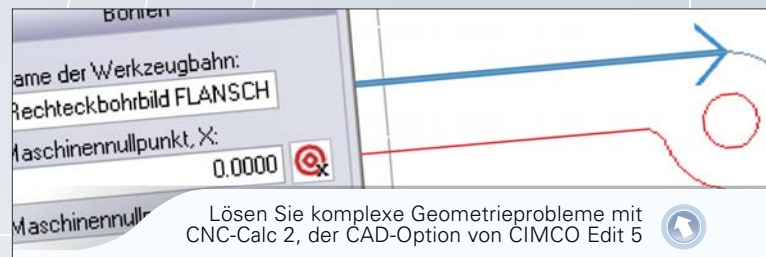 Bohren
ame der Werkzeugbahn:
Rechteckbohrbild FLANSCH
Maschinennullpunkt, X:
0.0000
x
Maschinennullp
Lösen Sie komplexe Geometrieprobleme mit
CNC-Calc 2, der CAD-Option von CIMCO Edit 5